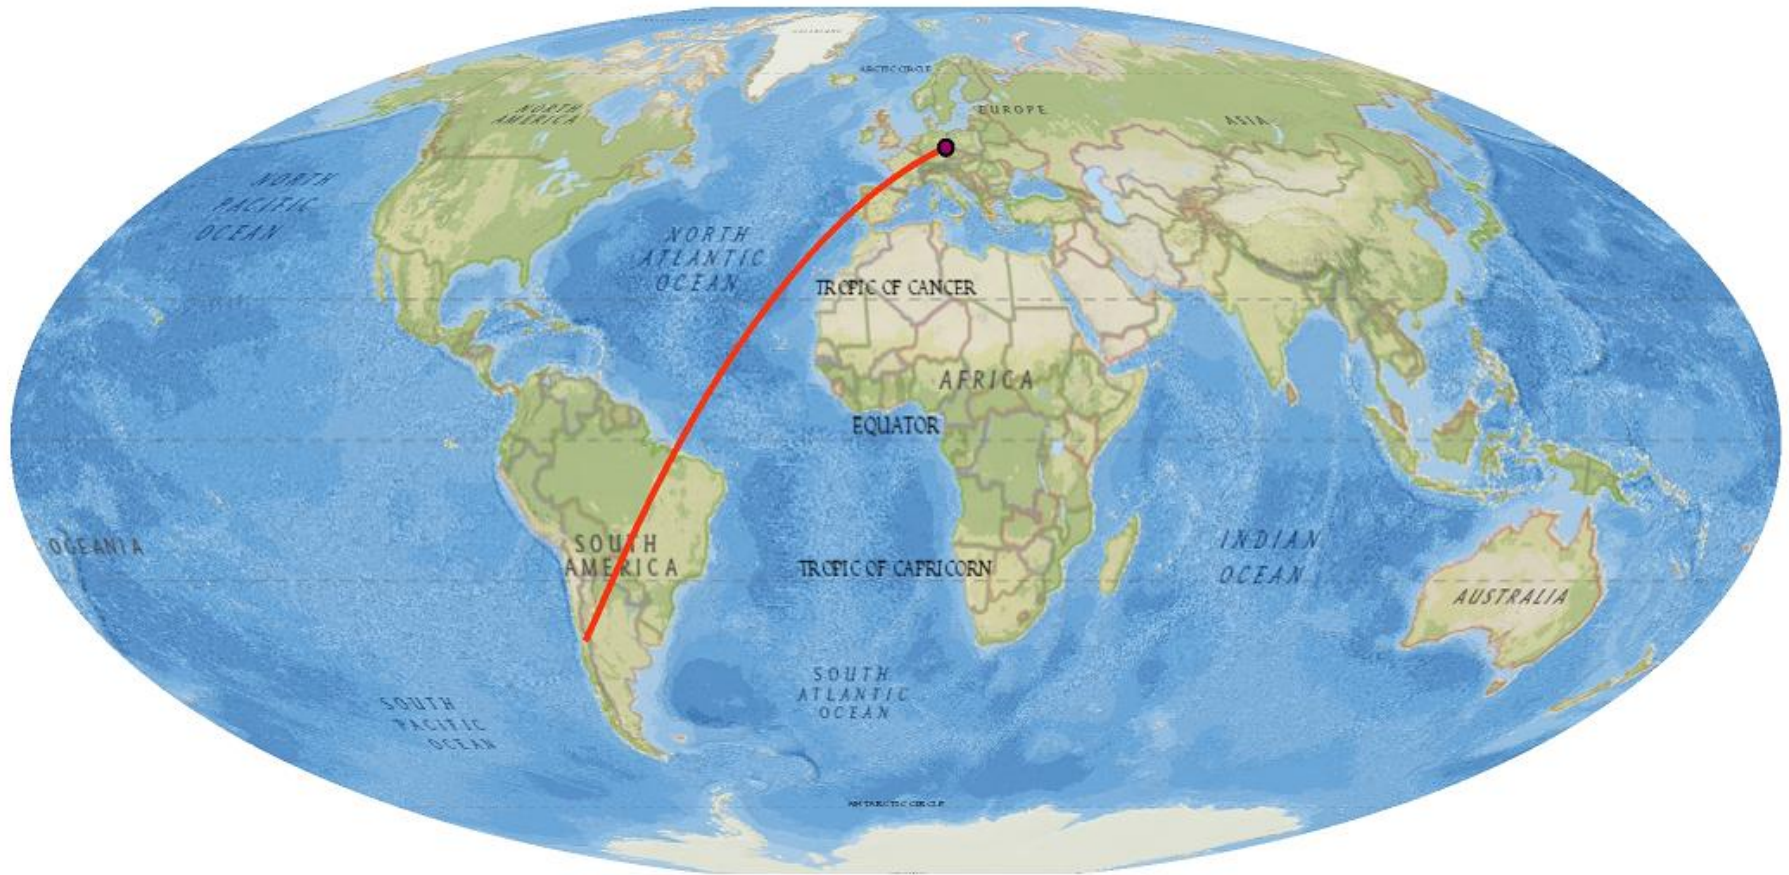 GREENLAND
ARCTIC CIRCLE
NORTH
AMERICA
EUROPE
ASIA
NORTH
PACIFIC
OCEAN
NORTH
ATLANTIC
OCEAN
TROPIC OF CANCER
AFRICA
EQUATOR
OCEANIA
SOUTH
AMERICA
TROPIC OF CAPRICORN
INDIAN
OCEAN
AUSTRALIA
SOUTH
PACIFIC
OCEAN
SOUTH
ATLANTIC
OCEAN
ANTARCTIC CIRCLE